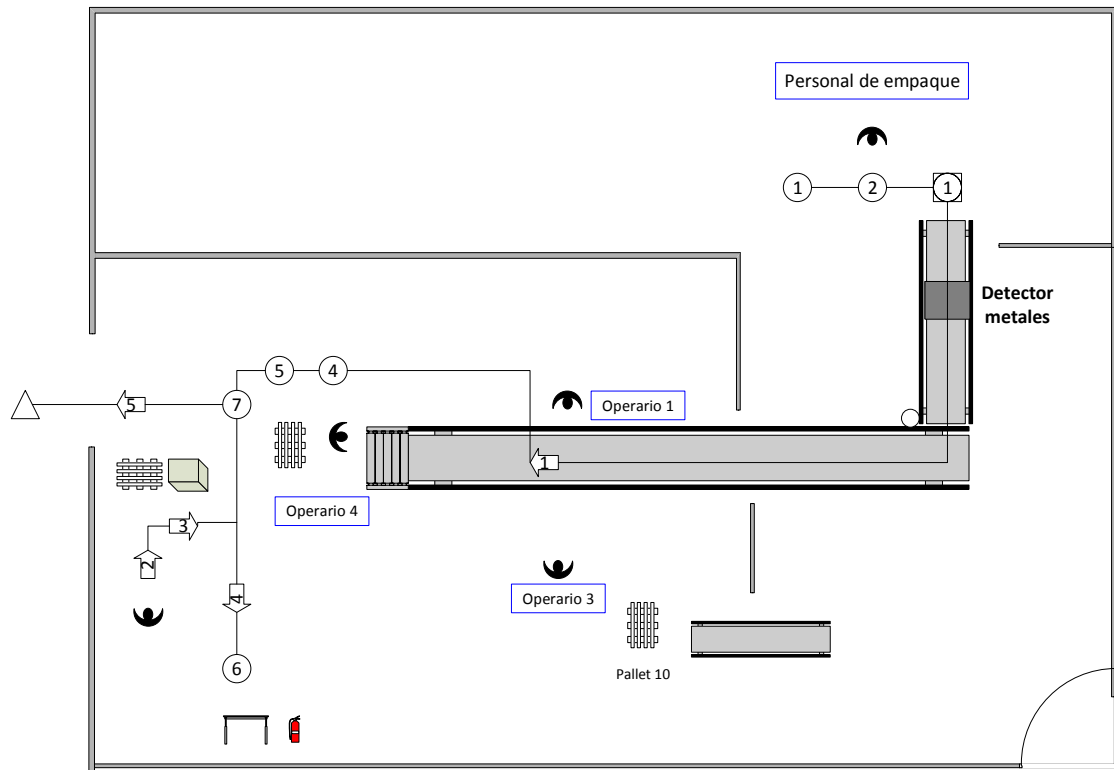 Personal de empaque
1
2
1
Detector
metales
5
4
5
7
Operario 1
1
Operario 4
3
2
4
Operario 3
6
Pallet 10